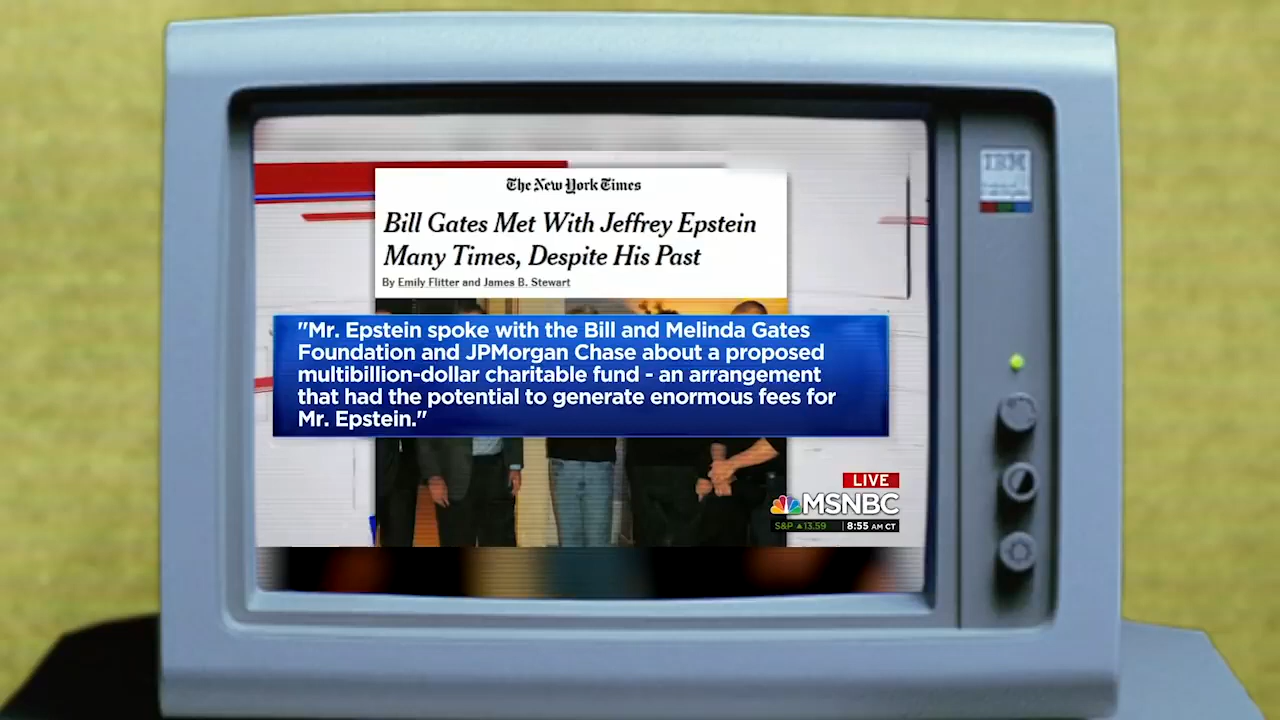 The New York Times
Bill Gates Met With Jeffrey Epstein
Many Times, Despite His Past
By Emily Flitter and James B. Stewart
"Mr. Epstein spoke with the Bill and Melinda Gates
Foundation and JPMorgan Chase about a proposed
multibillion-dollar charitable fund - an arrangement
that had the potential to generate enormous fees for
Mr. Epstein."
LIVE
MSNBC
S&P ▲13.59 8:55 AM CT
IBM